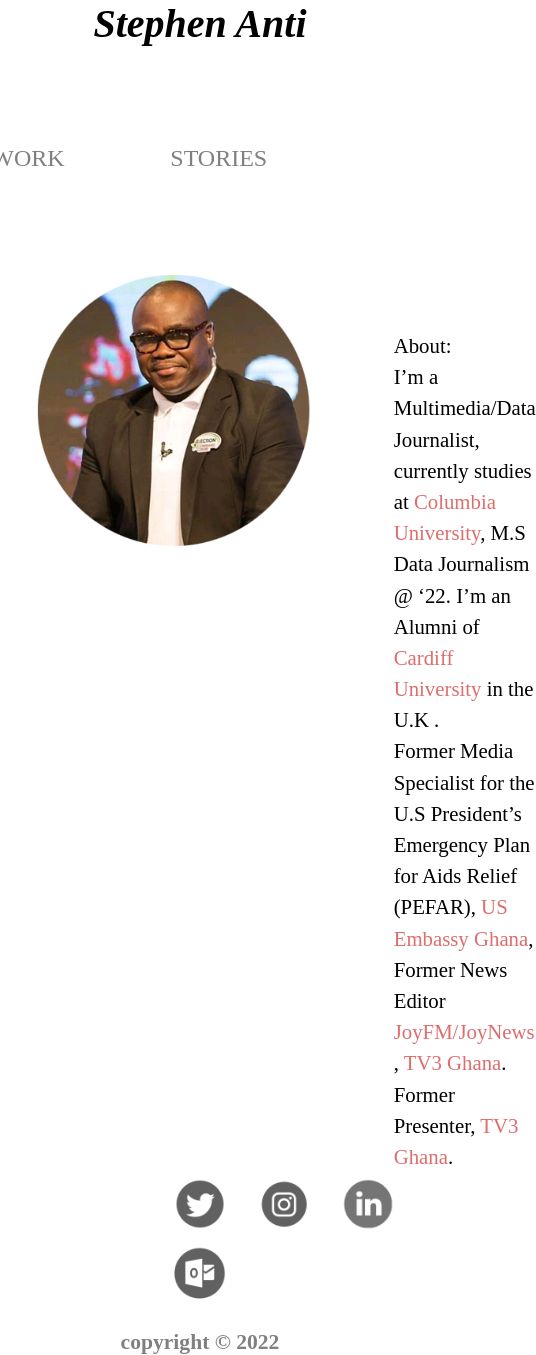 Stephen Anti
WORK STORIES
ELECTION
About:
I’m a
Multimedia/Data
Journalist,
currently studies
at Columbia
University, M.S
Data Journalism
@ ‘22. I’m an
Alumni of
Cardiff
University in the
U.K .
Former Media
Specialist for the
U.S President’s
Emergency Plan
for Aids Relief
(PEFAR), US
Embassy Ghana,
Former News
Editor
JoyFM/JoyNews
, TV3 Ghana.
Former
Presenter, TV3
Ghana.
copyright © 2022